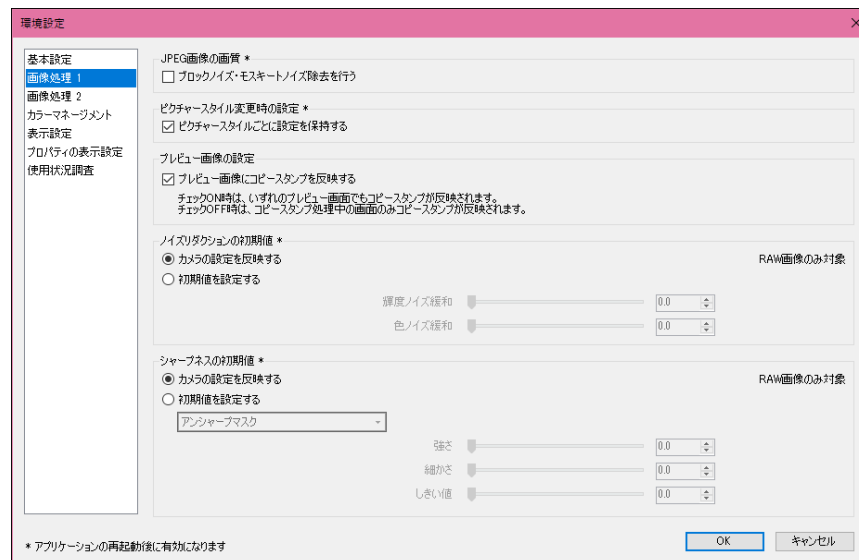 環境設定
基本設定
画像処理 1
画像処理 2
カラーマネージメント
表示設定
プロパティの表示設定
使用状況調査
JPEG画像の画質 *
ブロックノイズ・モスキートノイズ除去を行う
ピクチャースタイル変更時の設定 *
ピクチャースタイルごとに設定を保持する
プレビュー画像の設定
プレビュー画像にコピースタンプを反映する
チェックON時は、いずれのプレビュー画面でもコピースタンプが反映されます。
チェックOFF時は、コピースタンプ処理中の画面のみコピースタンプが反映されます。
ノイズリダクションの初期値 *
カメラの設定を反映する
RAW画像のみ対象
初期値を設定する
輝度ノイズ緩和 0.0
色ノイズ緩和 0.0
シャープネスの初期値 *
カメラの設定を反映する
RAW画像のみ対象
初期値を設定する
アンシャープマスク
強さ 0.0
細かさ 0.0
しきい値 0.0
* アプリケーションの再起動後に有効になります
OK
キャンセル